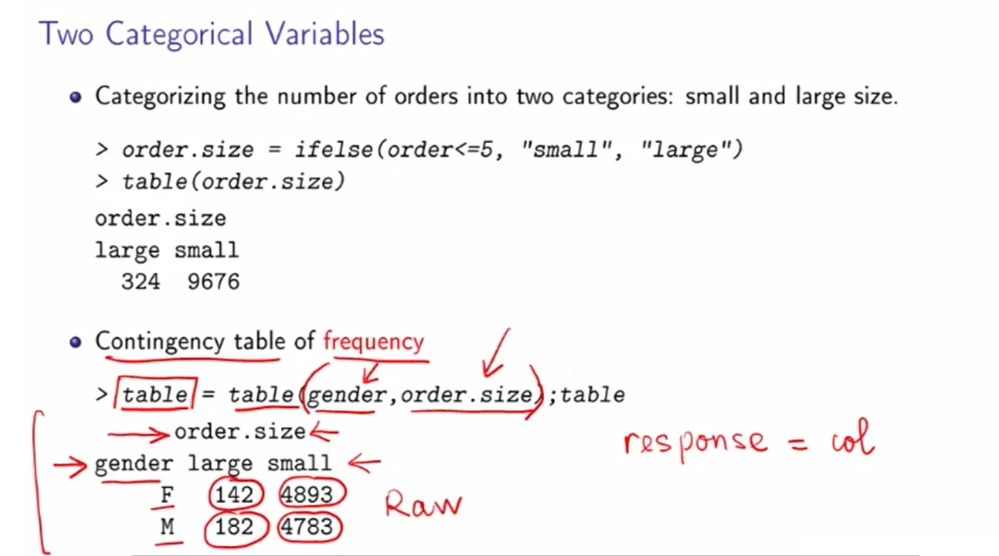 Two Categorical Variables
Categorizing the number of orders into two categories: small and large size.
> order.size = ifelse(order<=5, "small", "large")
> table(order.size)
order.size
large small
324 9676
Contingency table of frequency
> table = table(gender,order.size);table
order.size
response = col
gender large small
F 142 4893
Raw
M 182 4783